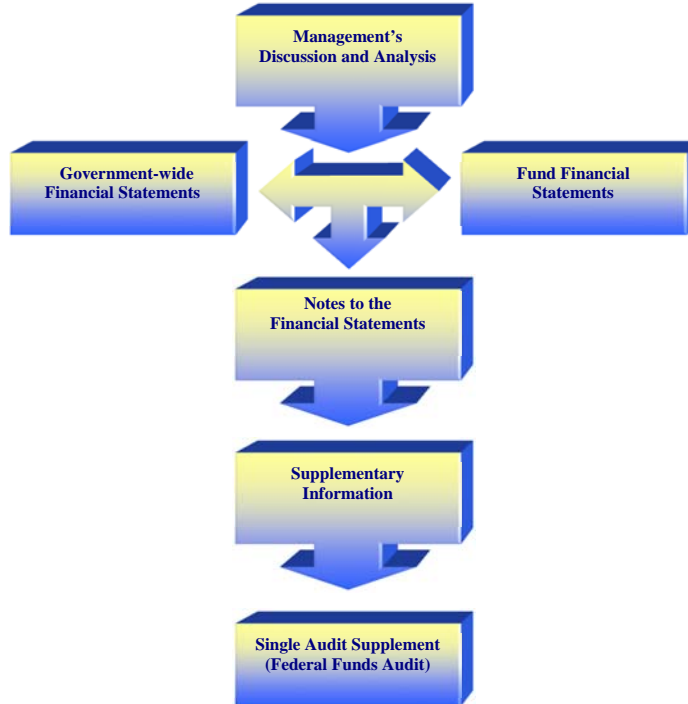 Management's
Discussion and Analysis
Government-wide
Financial Statements
Fund Financial
Statements
Notes to the
Financial Statements
Supplementary
Information
Single Audit Supplement
(Federal Funds Audit)